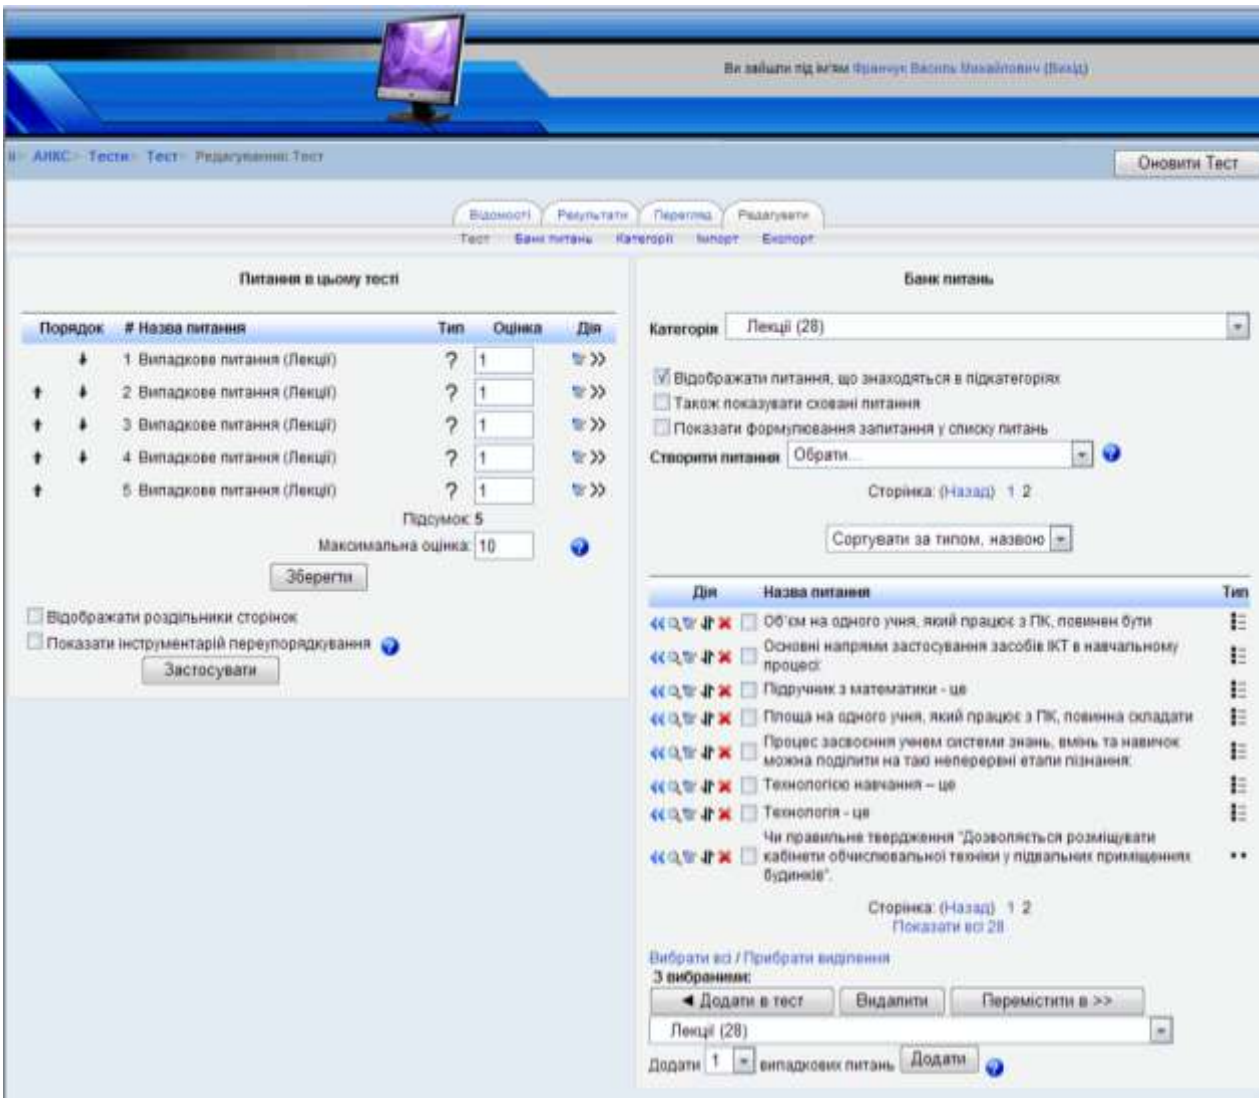 Ви зайшли під ім'ям Франчук Василь Михайлович (Вихід)
АНКС Тести Тест Редагування: Тест
Оновити Тест
Відомості Результати Перегляд Редагувати
Тест Банк питань Категорії Імпорт Експорт
Питання в цьому тесті
Порядок # Назва питання Тип Оцінка Дія
1 Випадкове питання (Лекції) ? 1 >>
2 Випадкове питання (Лекції) ? 1 >>
3 Випадкове питання (Лекції) ? 1 >>
4 Випадкове питання (Лекції) ? 1 >>
5 Випадкове питання (Лекції) ? 1 >>
Підсумок: 5
Максимальна оцінка: 10
Зберегти
Відображати роздільники сторінок
Показати інструментарій переупорядкування
Застосувати
Банк питань
Категорія Лекції (28)
Відображати питання, що знаходяться в підкатегоріях
Також показувати сховані питання
Показати формулювання запитання у списку питань
Створити питання Обрати...
Сторінка: (Назад) 1 2
Сортувати за типом, назвою
Дія Назва питання Тип
Об'єм на одного учня, який працює з ПК, повинен бути
Основні напрями застосування засобів ІКТ в навчальному
процесі:
Підручник з математики - це
Площа на одного учня, який працює з ПК, повинна складати
Процес засвоєння учнем системи знань, вмінь та навичок
можна поділити на такі неперервні етапи пізнання:
Технологією навчання – це
Технологія - це
Чи правильне твердження "Дозволяється розміщувати
кабінети обчислювальної техніки у підвальних приміщеннях
будинків".
Сторінка: (Назад) 1 2
Показати всі 28
Вибрати всі / Прибрати виділення
З вибраними:
◄ Додати в тест Видалити Перемістити в >>
Лекції (28)
Додати 1 випадкових питань Додати